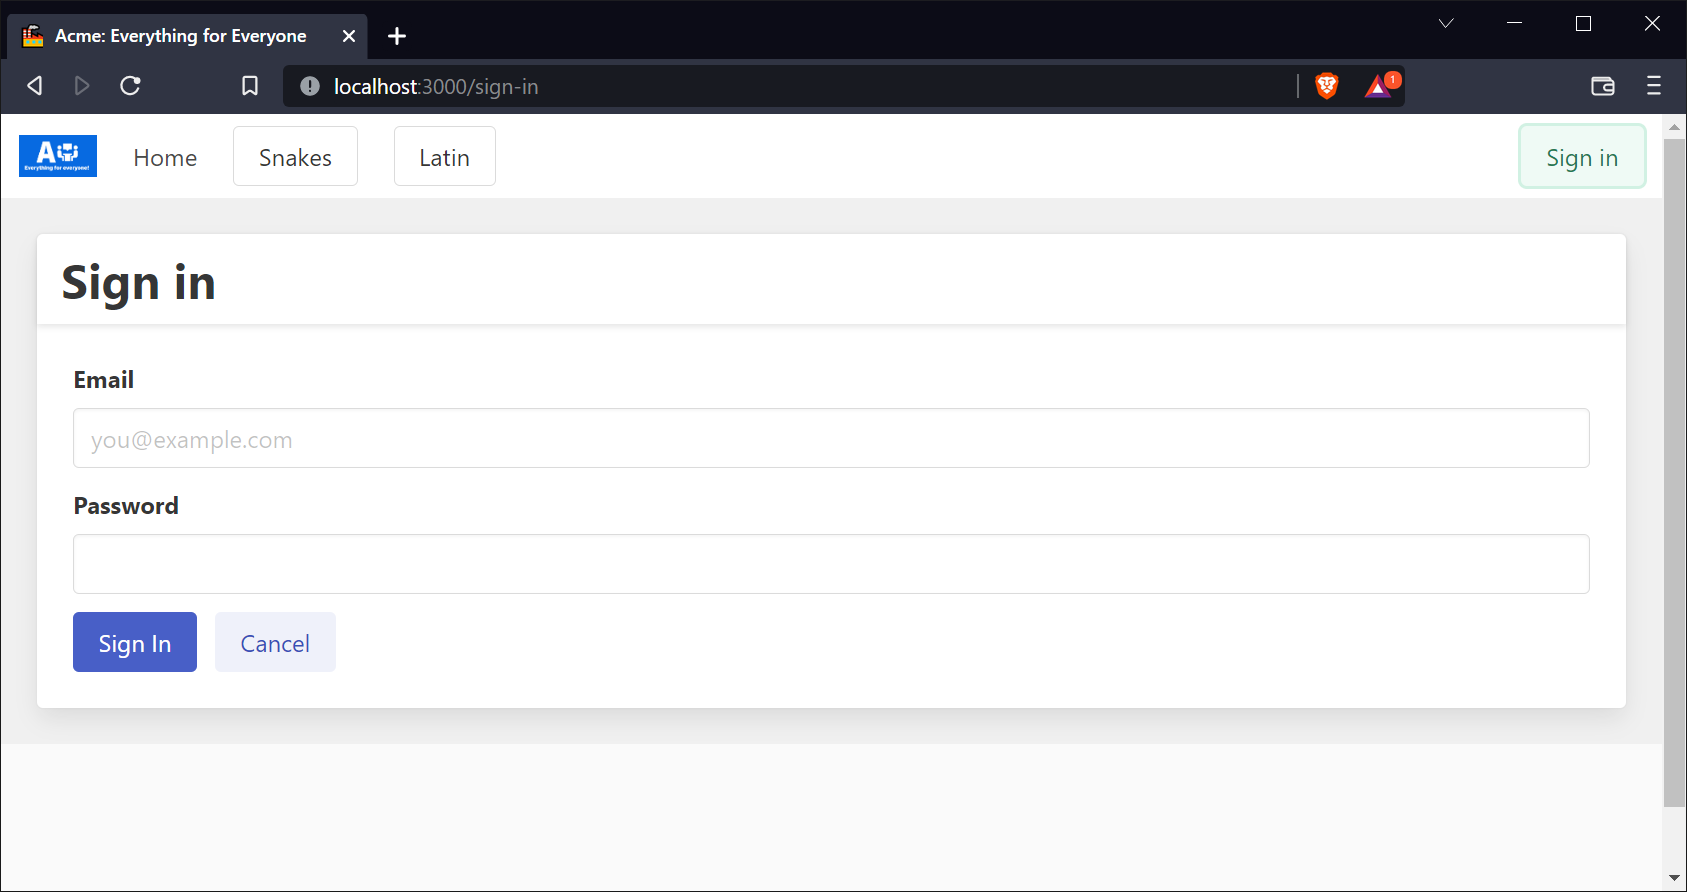 Acme: Everything for Everyone
localhost:3000/sign-in
1
A
Everything for everyone!
Home
Snakes
Latin
Sign in
Sign in
Email
you@example.com
Password
Sign In
Cancel